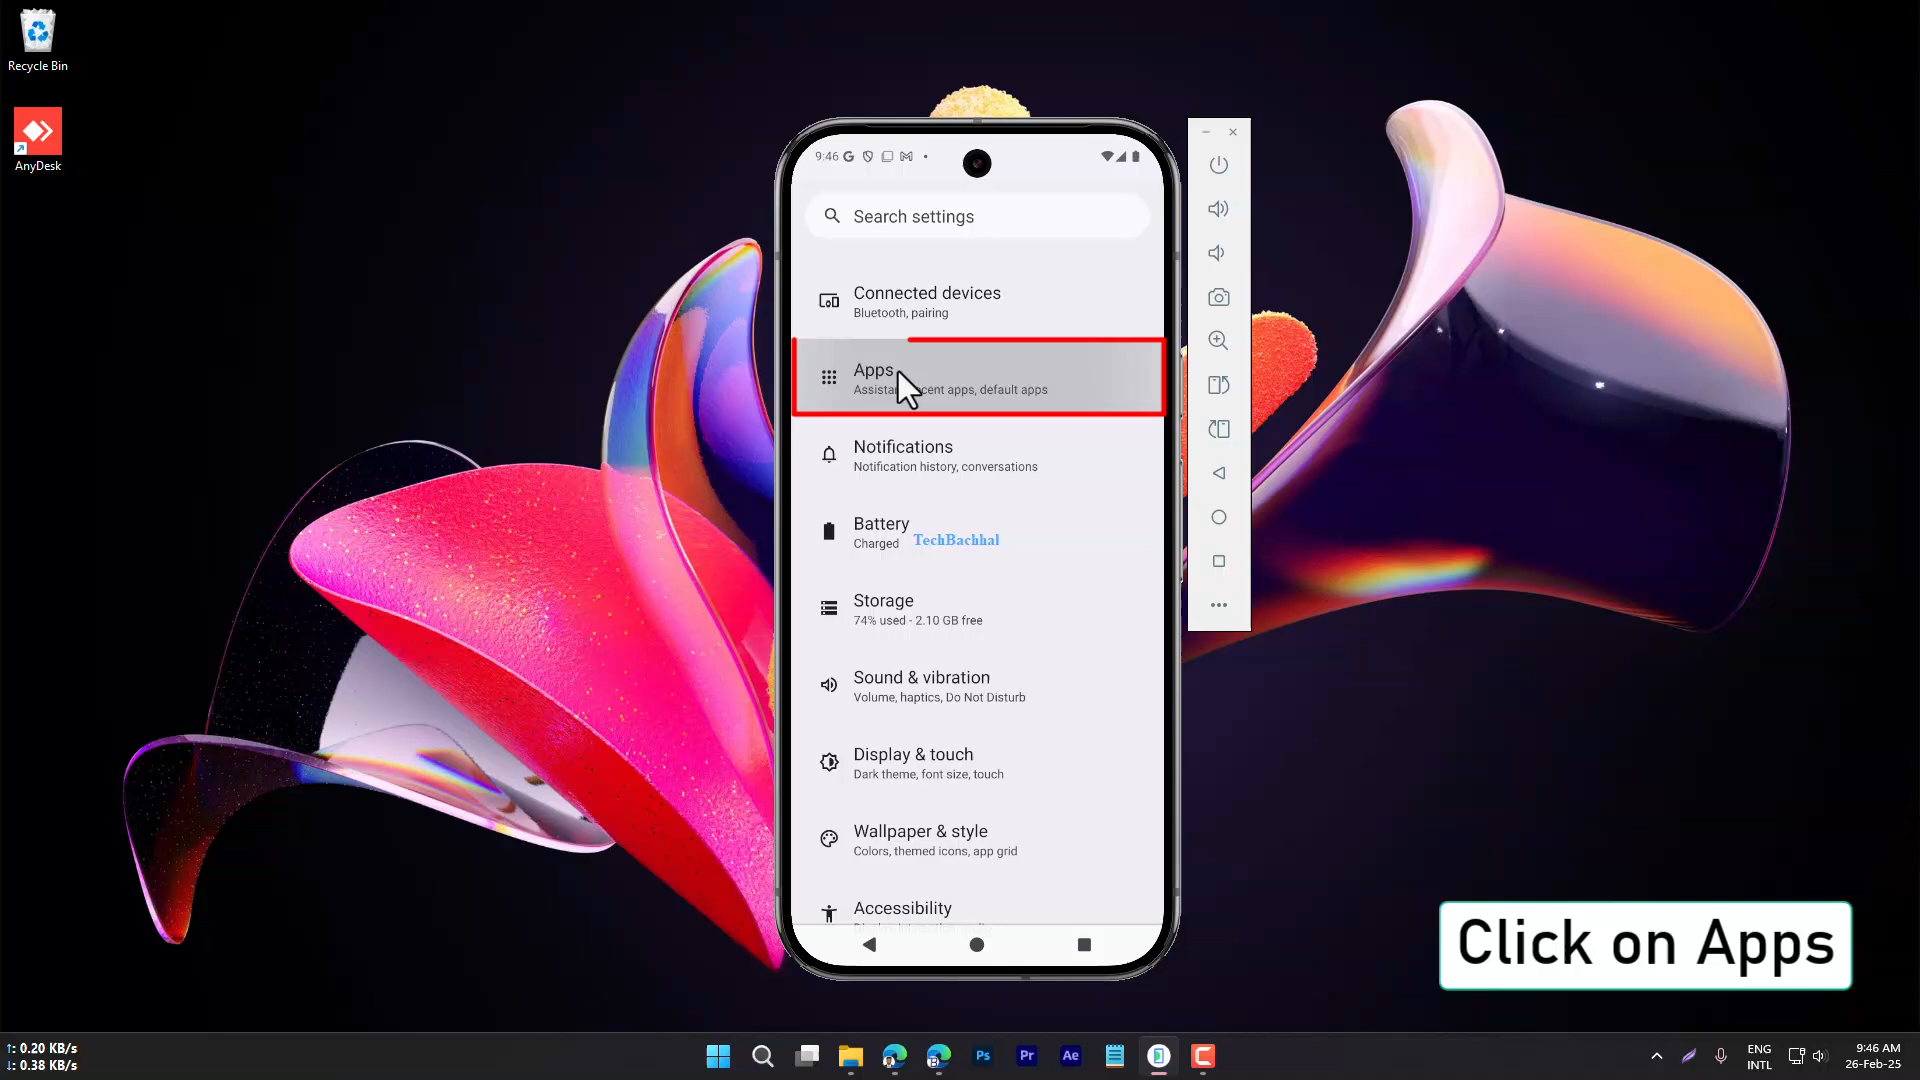 Recycle Bin
AnyDesk
9:46
Search settings
Connected devices
Bluetooth, pairing
Apps
recent apps, default apps
Notifications
Notification history, conversations
Battery
Charged
TechBachhal
Storage
74% used - 2.10 GB free
Sound & vibration
Volume, haptics, Do Not Disturb
Display & touch
Dark theme, font size, touch
Wallpaper & style
Colors, themed icons, app grid
Accessibility
Click on Apps
↑: 0.20 KB/s
↓: 0.38 KB/s
Ps
Pr
Ae
ENG
INTL
9:46 AM
26-Feb-25